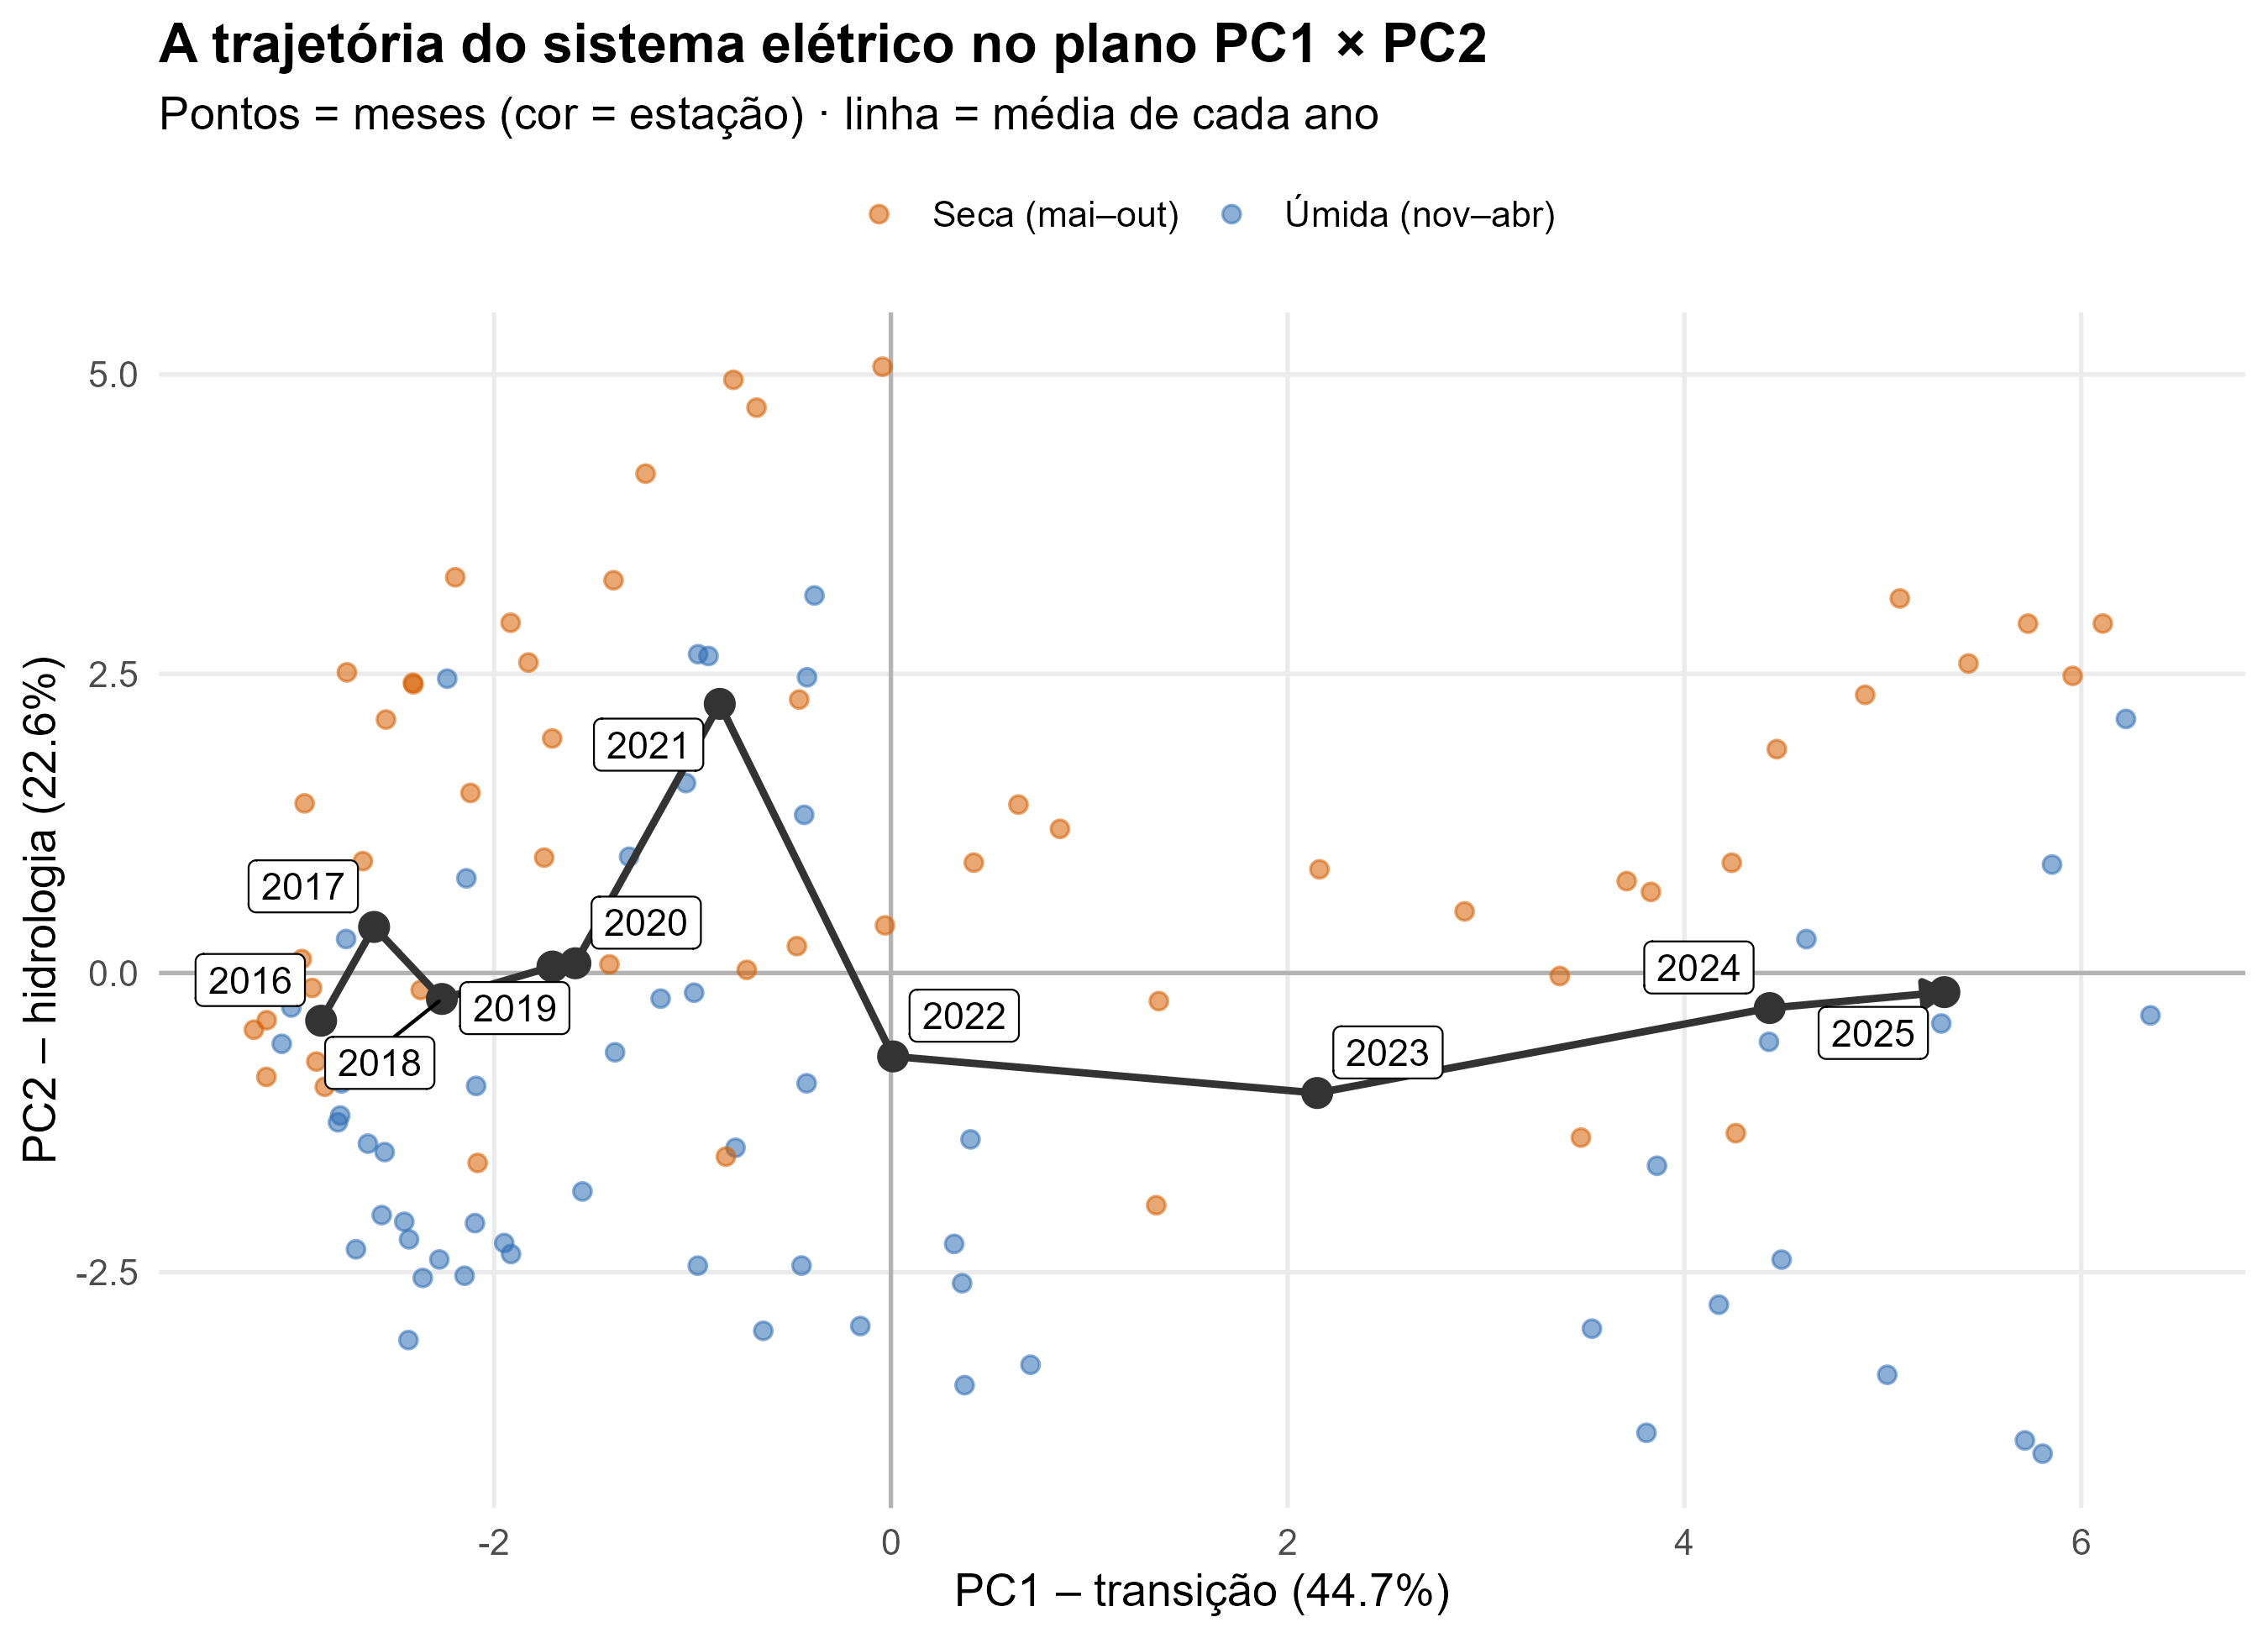 A trajetória do sistema elétrico no plano PC1 × PC2
Pontos = meses (cor = estação) · linha = média de cada ano
Seca (mai–out) Úmida (nov–abr)
PC2 – hidrologia (22.6%)
5.0
2.5
0.0
-2.5
2021
2017
2020
2016
2024
2019
2022
2018
2023
2025
-2 0 2 4 6
PC1 – transição (44.7%)